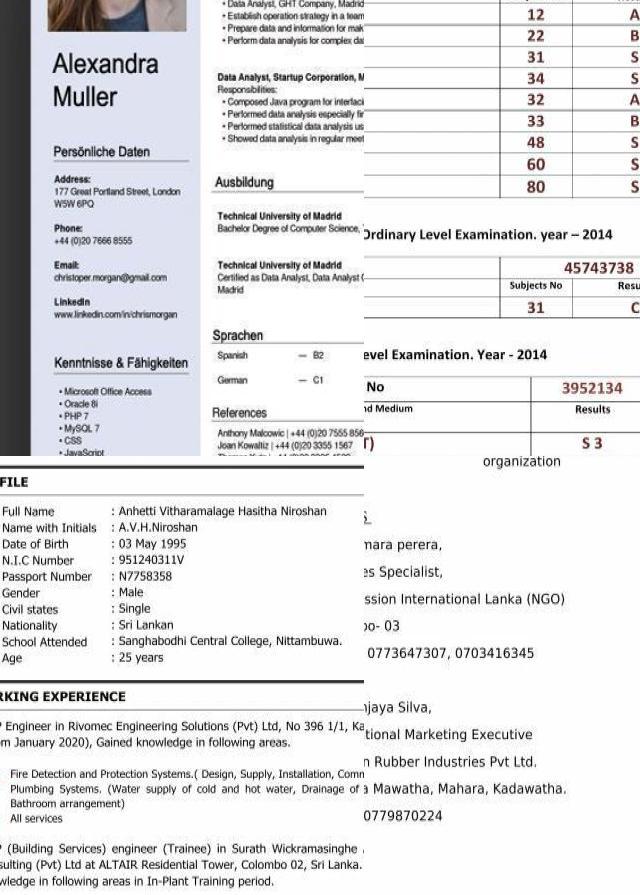 Alexandra
Muller
Persönliche Daten
Address:
177 Great Portland Street, London
W5W 6PQ
Phone:
+44 (0)20 7666 8555
Email:
christoper.morgan@gmail.com
LinkedIn
www.linkedin.com/in/chrismorgan
Kenntnisse & Fähigkeiten
• Microsoft Office Access
• Oracle 8i
• PHP 7
• MySQL 7
• CSS
• JavaScript
• Data Analyst, GHT Company, Madrid
• Establish operation strategy in a team
• Prepare data and information for
• Perform data analysis for complex
Data Analyst, Startup Corporation,
Responsibilities:
• Composed Java program for
• Performed data analysis especially
• Performed statistical data analysis
• Showed data analysis in regular
Ausbildung
Technical University of Madrid
Bachelor Degree of Computer Science,
Technical University of Madrid
Certified as Data Analyst, Data Analyst
Madrid
Sprachen
Spanish — B2
German — C1
References
Anthony Malcowic | +44 (0)20 7555 856
Joan Kowaltiz | +44 (0)20 3355 1567
12 A
22 B
31 S
34 S
32 A
33 B
48 S
60 S
80 S
Ordinary Level Examination. year – 2014
45743738
Subjects No Resu
31 C
evel Examination. Year - 2014
No 3952134
nd Medium Results
T) S 3
FILE
Full Name : Anhetti Vitharamalage Hasitha Niroshan
Name with Initials : A.V.H.Niroshan
Date of Birth : 03 May 1995
N.I.C Number : 951240311V
Passport Number : N7758358
Gender : Male
Civil states : Single
Nationality : Sri Lankan
School Attended : Sanghabodhi Central College, Nittambuwa.
Age : 25 years
RKING EXPERIENCE
P Engineer in Rivomec Engineering Solutions (Pvt) Ltd, No 396 1/1, Ka
m January 2020), Gained knowledge in following areas.
Fire Detection and Protection Systems.( Design, Supply, Installation, Comm
Plumbing Systems. (Water supply of cold and hot water, Drainage of
Bathroom arrangement)
All services
P (Building Services) engineer (Trainee) in Surath Wickramasinghe
sulting (Pvt) Ltd at ALTAIR Residential Tower, Colombo 02, Sri Lanka.
wledge in following areas in In-Plant Training period.
organization
mara perera,
es Specialist,
ssion International Lanka (NGO)
bo- 03
0773647307, 0703416345
njaya Silva,
tional Marketing Executive
n Rubber Industries Pvt Ltd.
a Mawatha, Mahara, Kadawatha.
0779870224